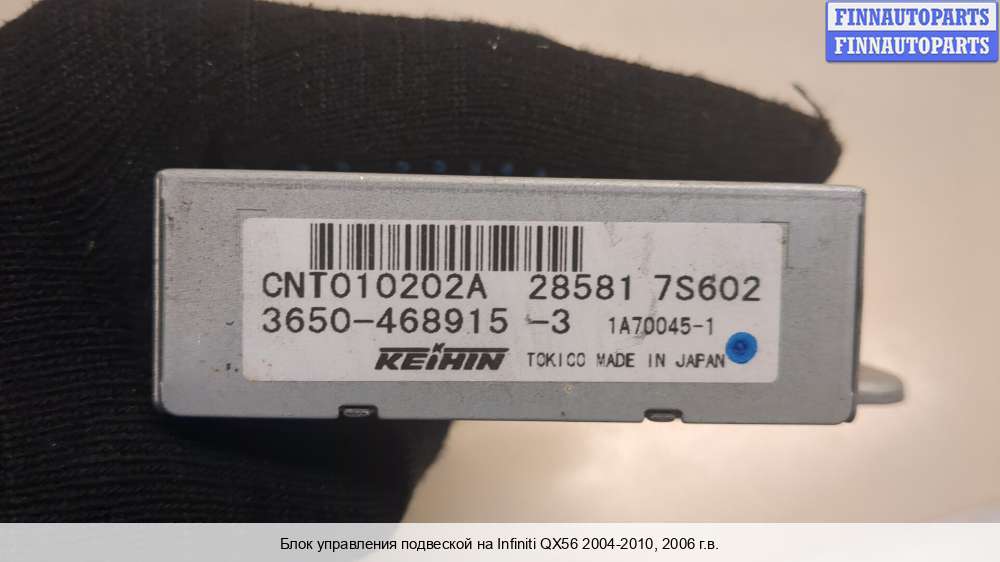 FINNAUTOPARTS
FINNAUTOPARTS
CNT010202A 28581 7S602
3650-468915 -3 1A70045-1
KEIHIN TOKICO MADE IN JAPAN
Блок управления подвеской на Infiniti QX56 2004-2010, 2006 г.в.